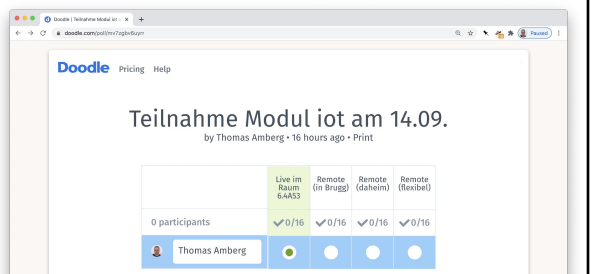 Doodle | Teilnahme Modul iot
doodle.com/poll/mv7zgbv6uyrr
Paused
Doodle Pricing Help
Teilnahme Modul iot am 14.09.
by Thomas Amberg • 16 hours ago • Print
Live im Raum 6.4A53
Remote (in Brugg)
Remote (daheim)
Remote (flexibel)
0 participants 0/16 0/16 0/16 0/16
Thomas Amberg